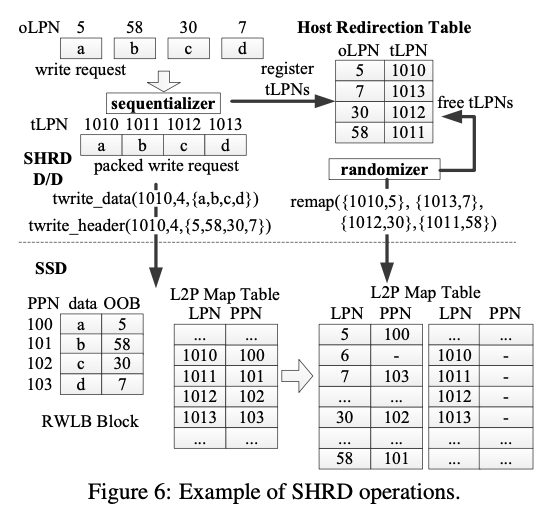 oLPN 5 58 30 7
a b c d
write request
sequentializer
tLPN 1010 1011 1012 1013
a b c d
packed write request
SHRD
D/D
twrite_data(1010,4,{a,b,c,d})
twrite_header(1010,4,{5,58,30,7})
register
tLPNs
Host Redirection Table
oLPN tLPN
5 1010
7 1013
30 1012
58 1011
free tLPNs
randomizer
remap({1010,5}, {1013,7},
{1012,30},{1011,58})
SSD
PPN data OOB
100 a 5
101 b 58
102 c 30
103 d 7
RWLB Block
L2P Map Table
LPN PPN
... ...
1010 100
1011 101
1012 102
1013 103
... ...
L2P Map Table
LPN PPN
5 100
6 -
7 103
... ...
30 102
... ...
58 101
LPN PPN
... ...
1010 -
1011 -
1012 -
1013 -
... ...
... ...
Figure 6: Example of SHRD operations.